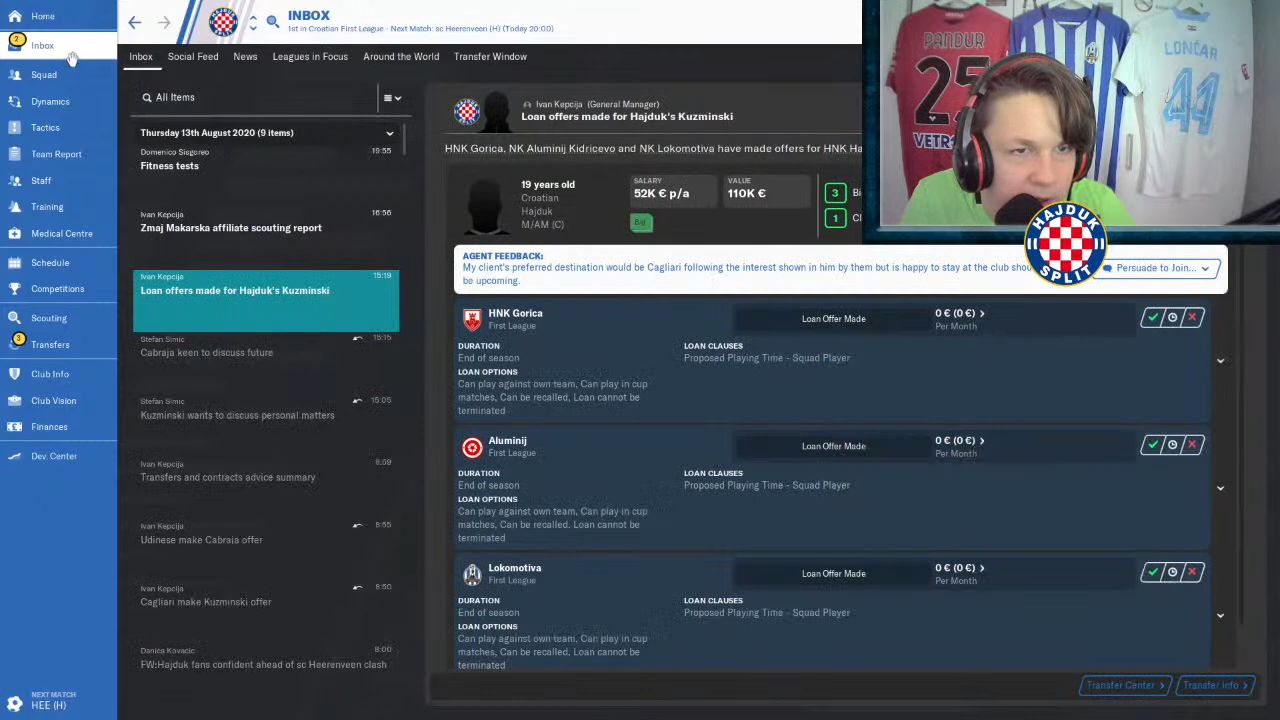 Home
2
Inbox
Squad
Dynamics
Tactics
Team Report
Staff
Training
Medical Centre
Schedule
Competitions
Scouting
3
Transfers
Club Info
Club Vision
Finances
Dev. Center
NEXT MATCH
HEE (H)
INBOX
1st in Croatian First League - Next Match: sc Heerenveen (H) (Today 20:00)
Inbox Social Feed News Leagues in Focus Around the World Transfer Window
All Items
Thursday 13th August 2020 (9 items)
Domenico Sisgoreo 19:55
Fitness tests
Ivan Kepcija 16:56
Zmaj Makarska affiliate scouting report
Ivan Kepcija 15:19
Loan offers made for Hajduk's Kuzminski
Stefan Simic 15:15
Cabraja keen to discuss future
Stefan Simic 15:05
Kuzminski wants to discuss personal matters
Ivan Kepcija 8:59
Transfers and contracts advice summary
Ivan Kepcija 8:55
Udinese make Cabraja offer
Ivan Kepcija 8:50
Cagliari make Kuzminski offer
Danica Kovacic 8:00
FW:Hajduk fans confident ahead of sc Heerenveen clash
Ivan Kepcija (General Manager)
Loan offers made for Hajduk's Kuzminski
HNK Gorica, NK Aluminij Kidricevo and NK Lokomotiva have made offers for HNK Ha
19 years old
Croatian
Hajduk
M/AM (C)
SALARY
52K € p/a
VALUE
110K €
Bid
3 Bi
1 Cl
AGENT FEEDBACK:
My client's preferred destination would be Cagliari following the interest shown in him by them but is happy to stay at the club shou
be upcoming.
Persuade to Join...
HNK Gorica
First League
Loan Offer Made
0 € (0 €)
Per Month
DURATION
End of season
LOAN OPTIONS
Can play against own team, Can play in cup
matches, Can be recalled, Loan cannot be
terminated
LOAN CLAUSES
Proposed Playing Time - Squad Player
Aluminij
First League
Loan Offer Made
0 € (0 €)
Per Month
DURATION
End of season
LOAN OPTIONS
Can play against own team, Can play in cup
matches, Can be recalled, Loan cannot be
terminated
LOAN CLAUSES
Proposed Playing Time - Squad Player
Lokomotiva
First League
Loan Offer Made
0 € (0 €)
Per Month
DURATION
End of season
LOAN OPTIONS
Can play against own team, Can play in cup
matches, Can be recalled, Loan cannot be
terminated
LOAN CLAUSES
Proposed Playing Time - Squad Player
Transfer Center
Transfer Info
PANDUR
25
VETR
LONČAR
44
HAJDUK
SPLIT